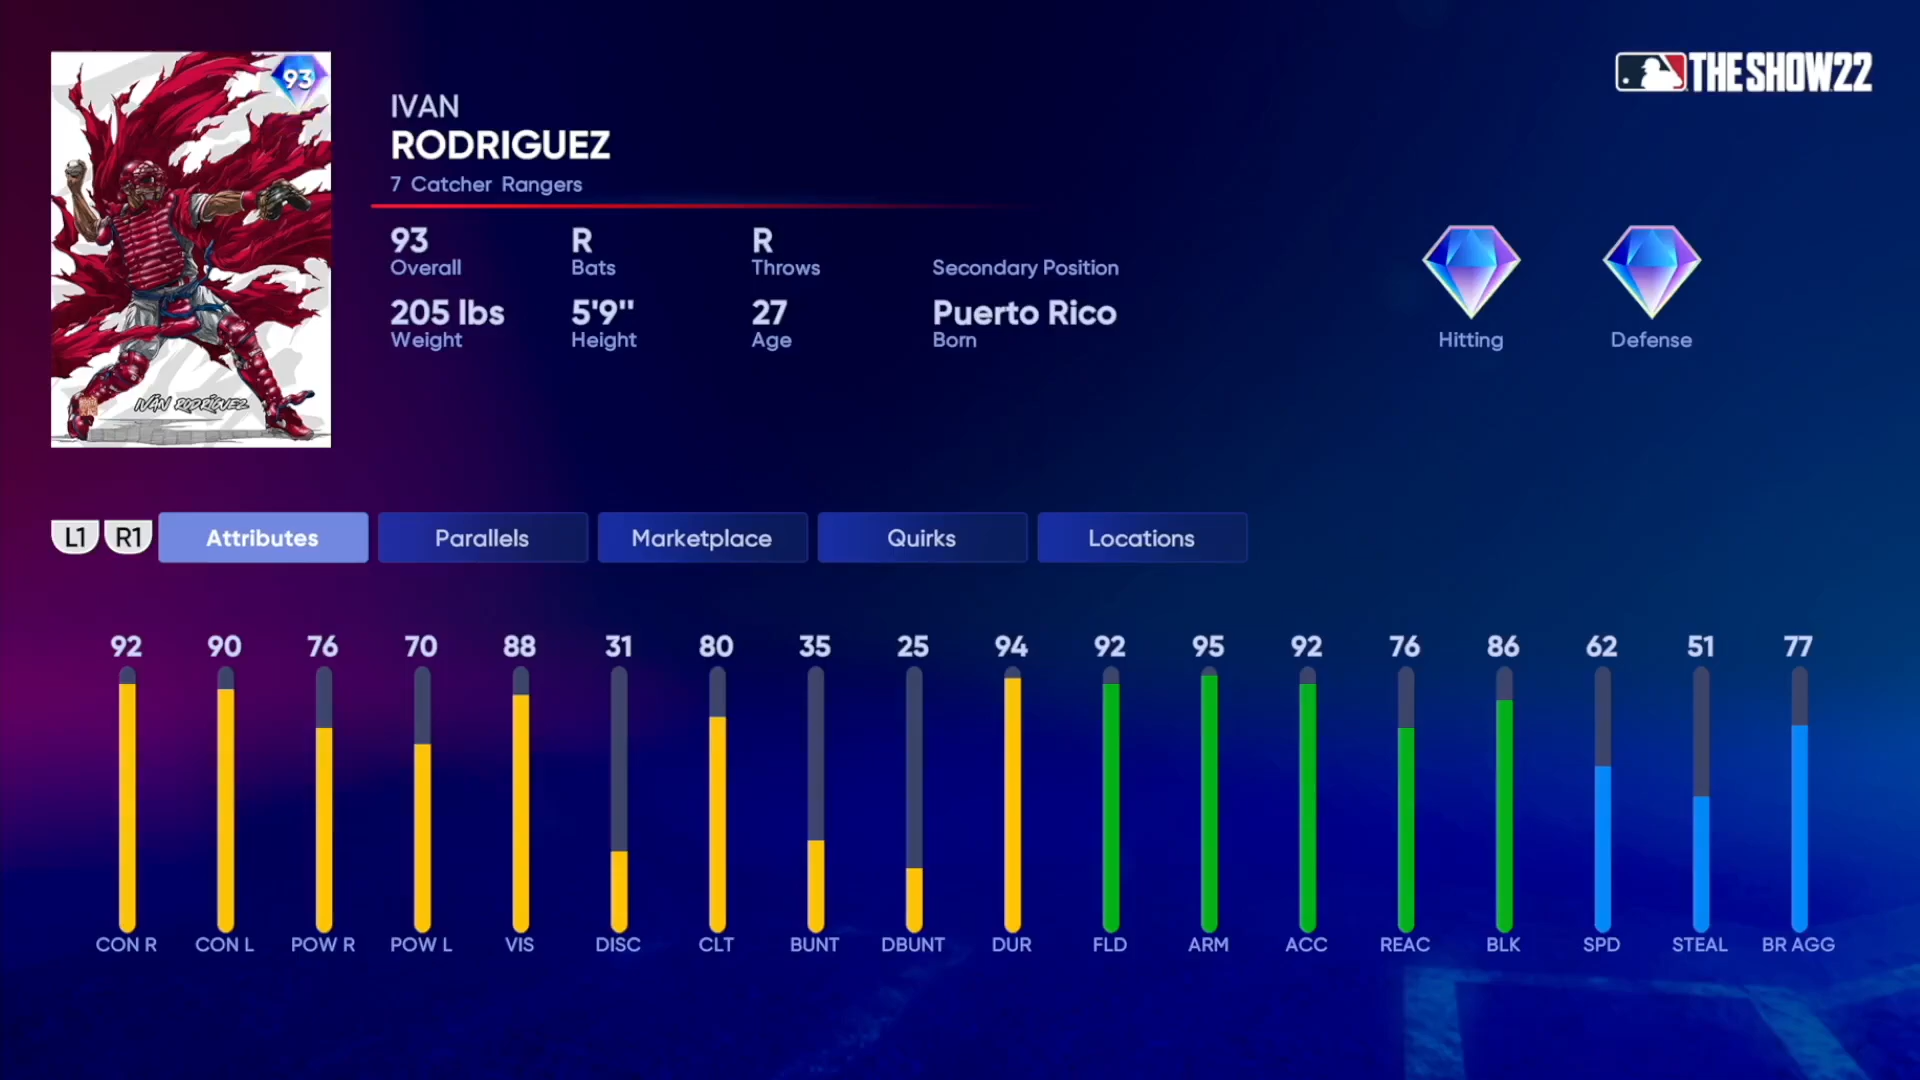 93
IVÁN RODRÍGUEZ
THE SHOW 22
IVAN
RODRIGUEZ
7 Catcher Rangers
93 R R
Overall Bats Throws Secondary Position
205 lbs 5'9" 27 Puerto Rico
Weight Height Age Born
Hitting Defense
L1 R1 Attributes Parallels Marketplace Quirks Locations
92 90 76 70 88 31 80 35 25 94 92 95 92 76 86 62 51 77
CON R CON L POW R POW L VIS DISC CLT BUNT DBUNT DUR FLD ARM ACC REAC BLK SPD STEAL BR AGG